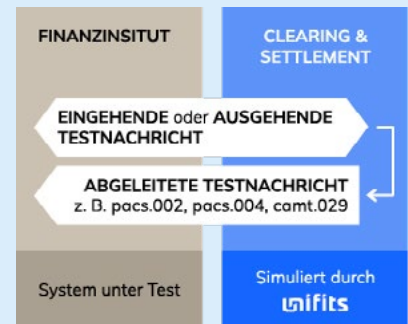 FINANZINSITUT
CLEARING &
SETTLEMENT
EINGEHENDE oder AUSGEHENDE
TESTNACHRICHT
ABGELEITETE TESTNACHRICHT
z. B. pacs.002, pacs.004, camt.029
System unter Test
Simuliert durch
unifits